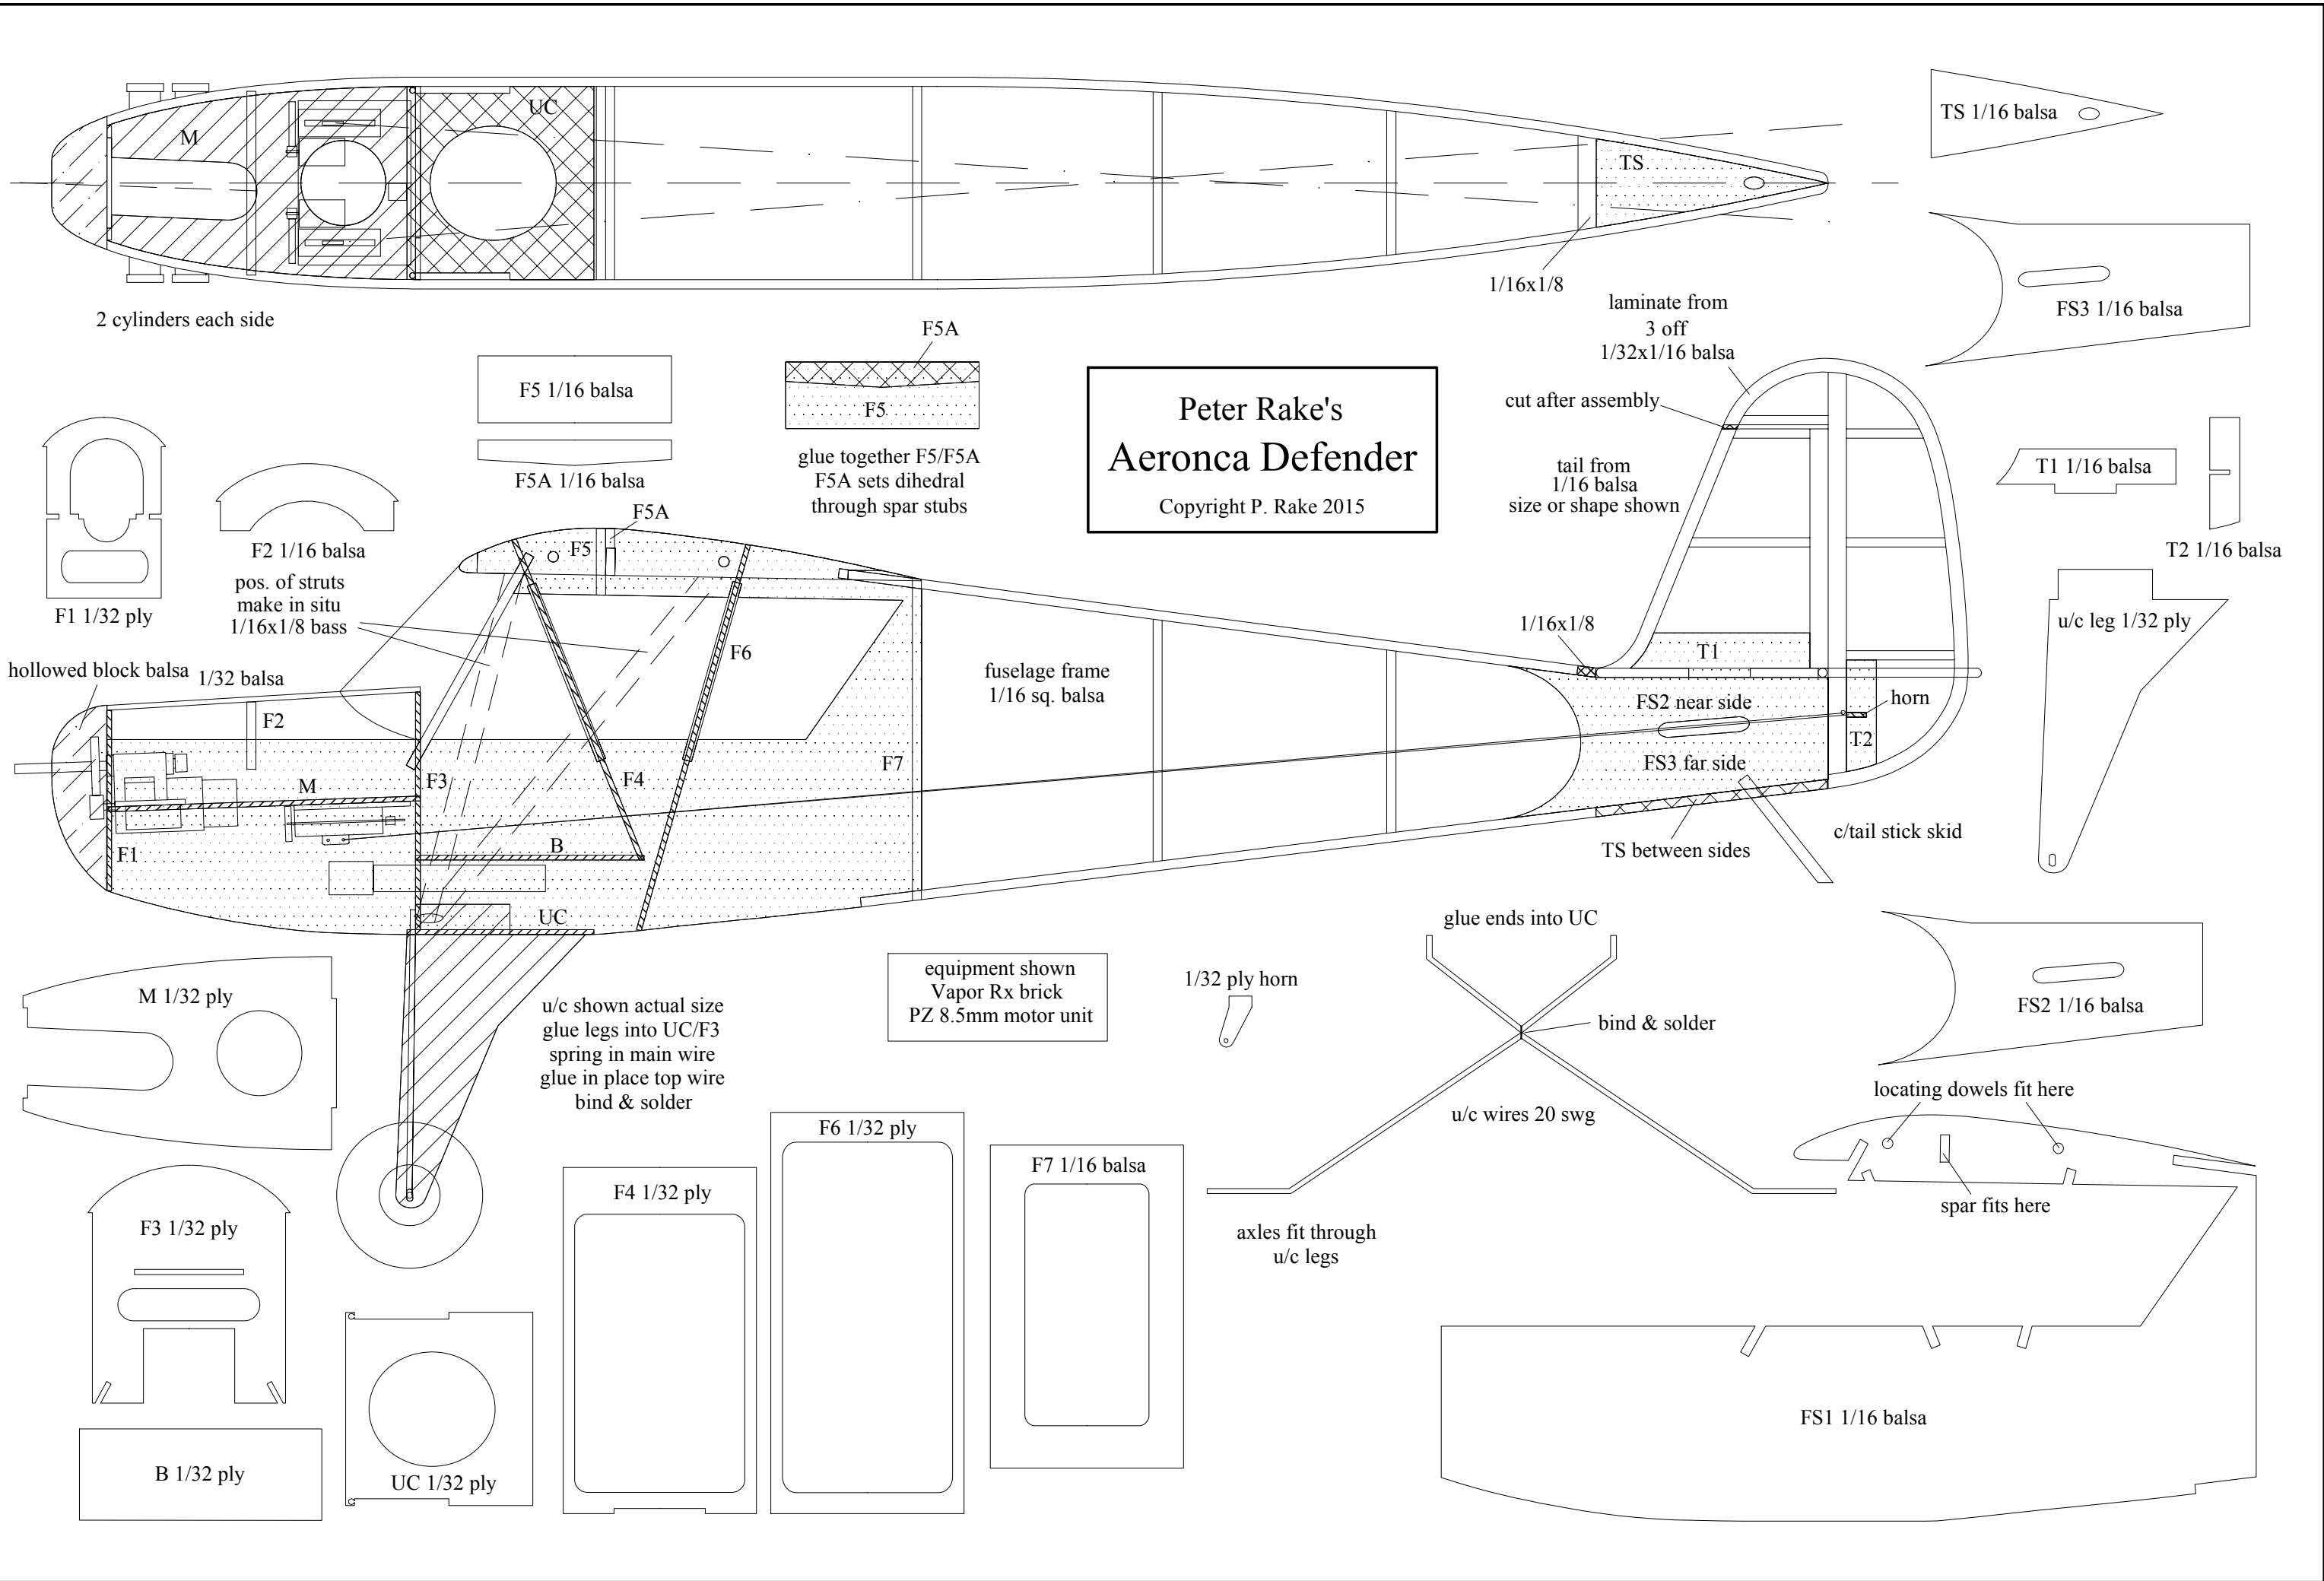 M
UC
TS
TS 1/16 balsa
2 cylinders each side
1/16x1/8
FS3 1/16 balsa
laminate from
3 off
1/32x1/16 balsa
cut after assembly
tail from
1/16 balsa
size or shape shown
F5A
F5 1/16 balsa
F5
F5A 1/16 balsa
glue together F5/F5A
F5A sets dihedral
through spar stubs
Peter Rake's
Aeronca Defender
Copyright P. Rake 2015
T1 1/16 balsa
T2 1/16 balsa
F1 1/32 ply
F2 1/16 balsa
pos. of struts
make in situ
1/16x1/8 bass
F5A
F5
hollowed block balsa
1/32 balsa
F2
F6
F3
F4
F7
M
F1
B
UC
fuselage frame
1/16 sq. balsa
1/16x1/8
T1
FS2 near side
horn
T2
FS3 far side
TS between sides
c/tail stick skid
u/c leg 1/32 ply
M 1/32 ply
u/c shown actual size
glue legs into UC/F3
spring in main wire
glue in place top wire
bind & solder
equipment shown
Vapor Rx brick
PZ 8.5mm motor unit
1/32 ply horn
glue ends into UC
bind & solder
u/c wires 20 swg
axles fit through
u/c legs
FS2 1/16 balsa
locating dowels fit here
spar fits here
F3 1/32 ply
F4 1/32 ply
F6 1/32 ply
F7 1/16 balsa
B 1/32 ply
UC 1/32 ply
FS1 1/16 balsa